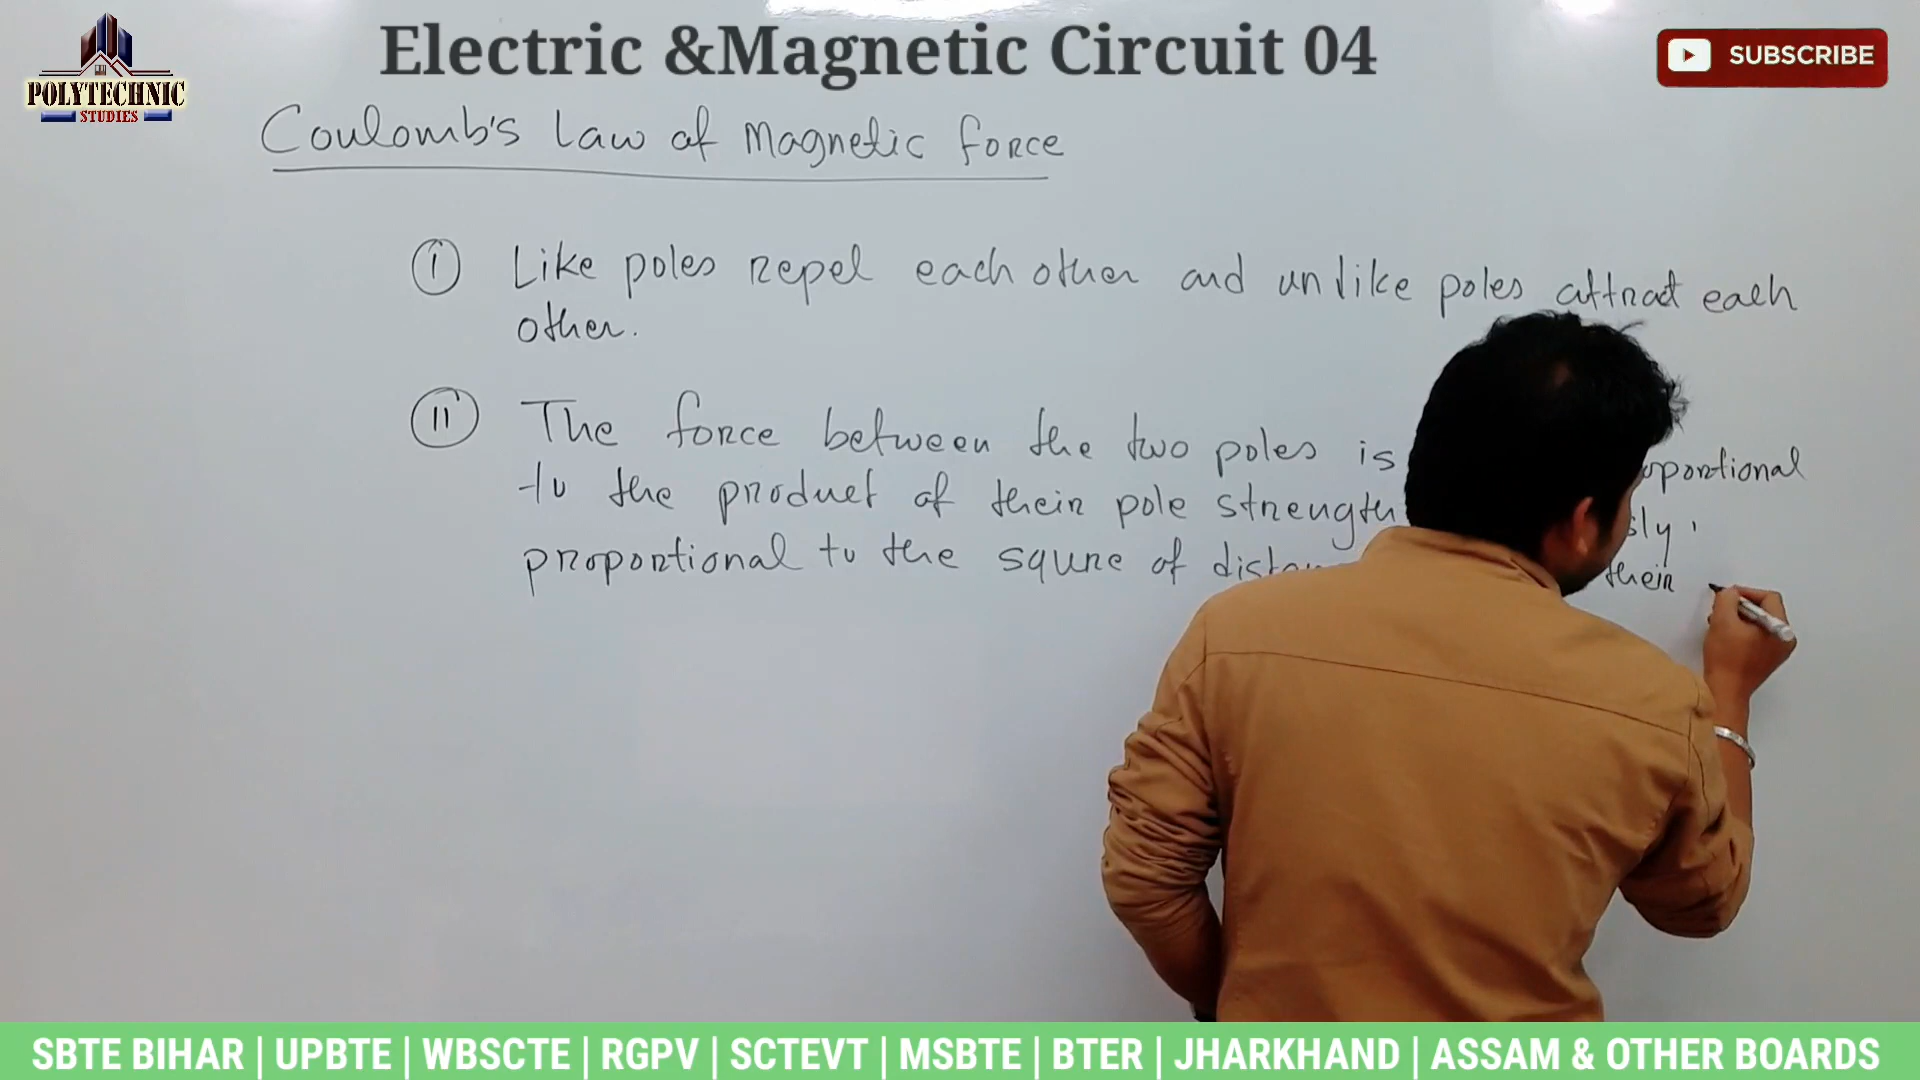 Electric &Magnetic Circuit 04
SUBSCRIBE
POLYTECHNIC
STUDIES
Coulomb's Law of Magnetic force
I Like poles repel each other and unlike poles attract each
other.
II The force between the two poles is
to the product of their pole strength
proportional to the squre of their
SBTE BIHAR | UPBTE | WBSCTE | RGPV | SCTEVT | MSBTE | BTER | JHARKHAND | ASSAM & OTHER BOARDS